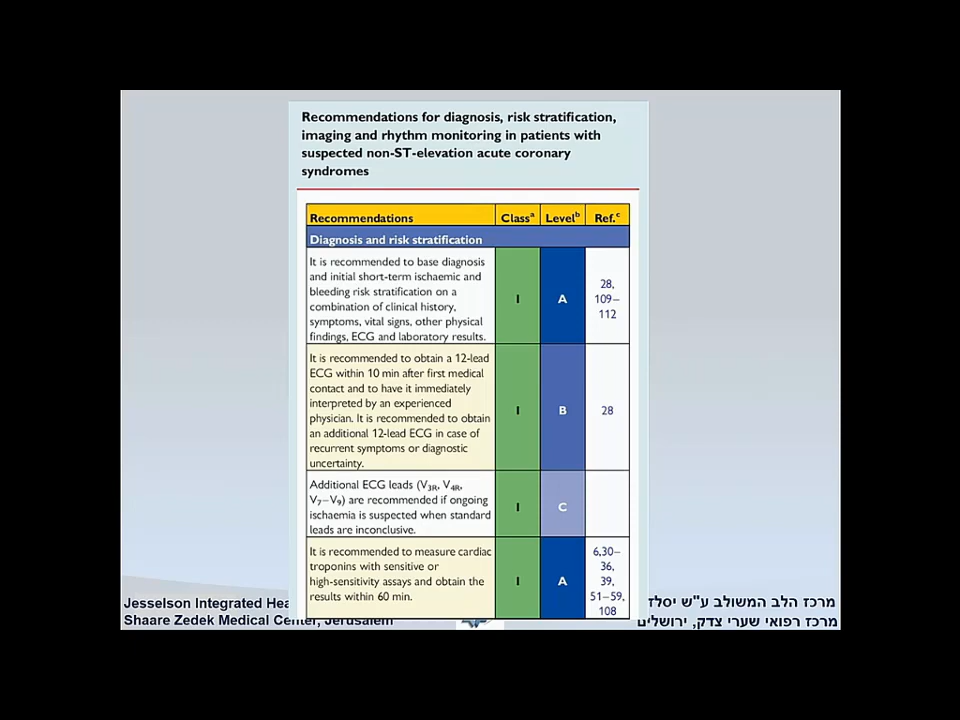 Recommendations for diagnosis, risk stratification,
imaging and rhythm monitoring in patients with
suspected non-ST-elevation acute coronary
syndromes
Recommendations Classᵃ Levelᵇ Ref.ᶜ
Diagnosis and risk stratification
It is recommended to base diagnosis
and initial short-term ischaemic and
bleeding risk stratification on a
combination of clinical history,
symptoms, vital signs, other physical
findings, ECG and laboratory results.
I
A
28,
109–
112
It is recommended to obtain a 12-lead
ECG within 10 min after first medical
contact and to have it immediately
interpreted by an experienced
physician. It is recommended to obtain
an additional 12-lead ECG in case of
recurrent symptoms or diagnostic
uncertainty.
I
B
28
Additional ECG leads (V3R, V4R,
V7–V9) are recommended if ongoing
ischaemia is suspected when standard
leads are inconclusive.
I
C
It is recommended to measure cardiac
troponins with sensitive or
high-sensitivity assays and obtain the
results within 60 min.
I
A
6,30–
36,
39,
51–59,
108
Jesselson Integrated Hea
Shaare Zedek Medical Center, Jerusalem
מרכז הלב המשולב ע"ש יסלד
מרכז רפואי שערי צדק, ירושלים